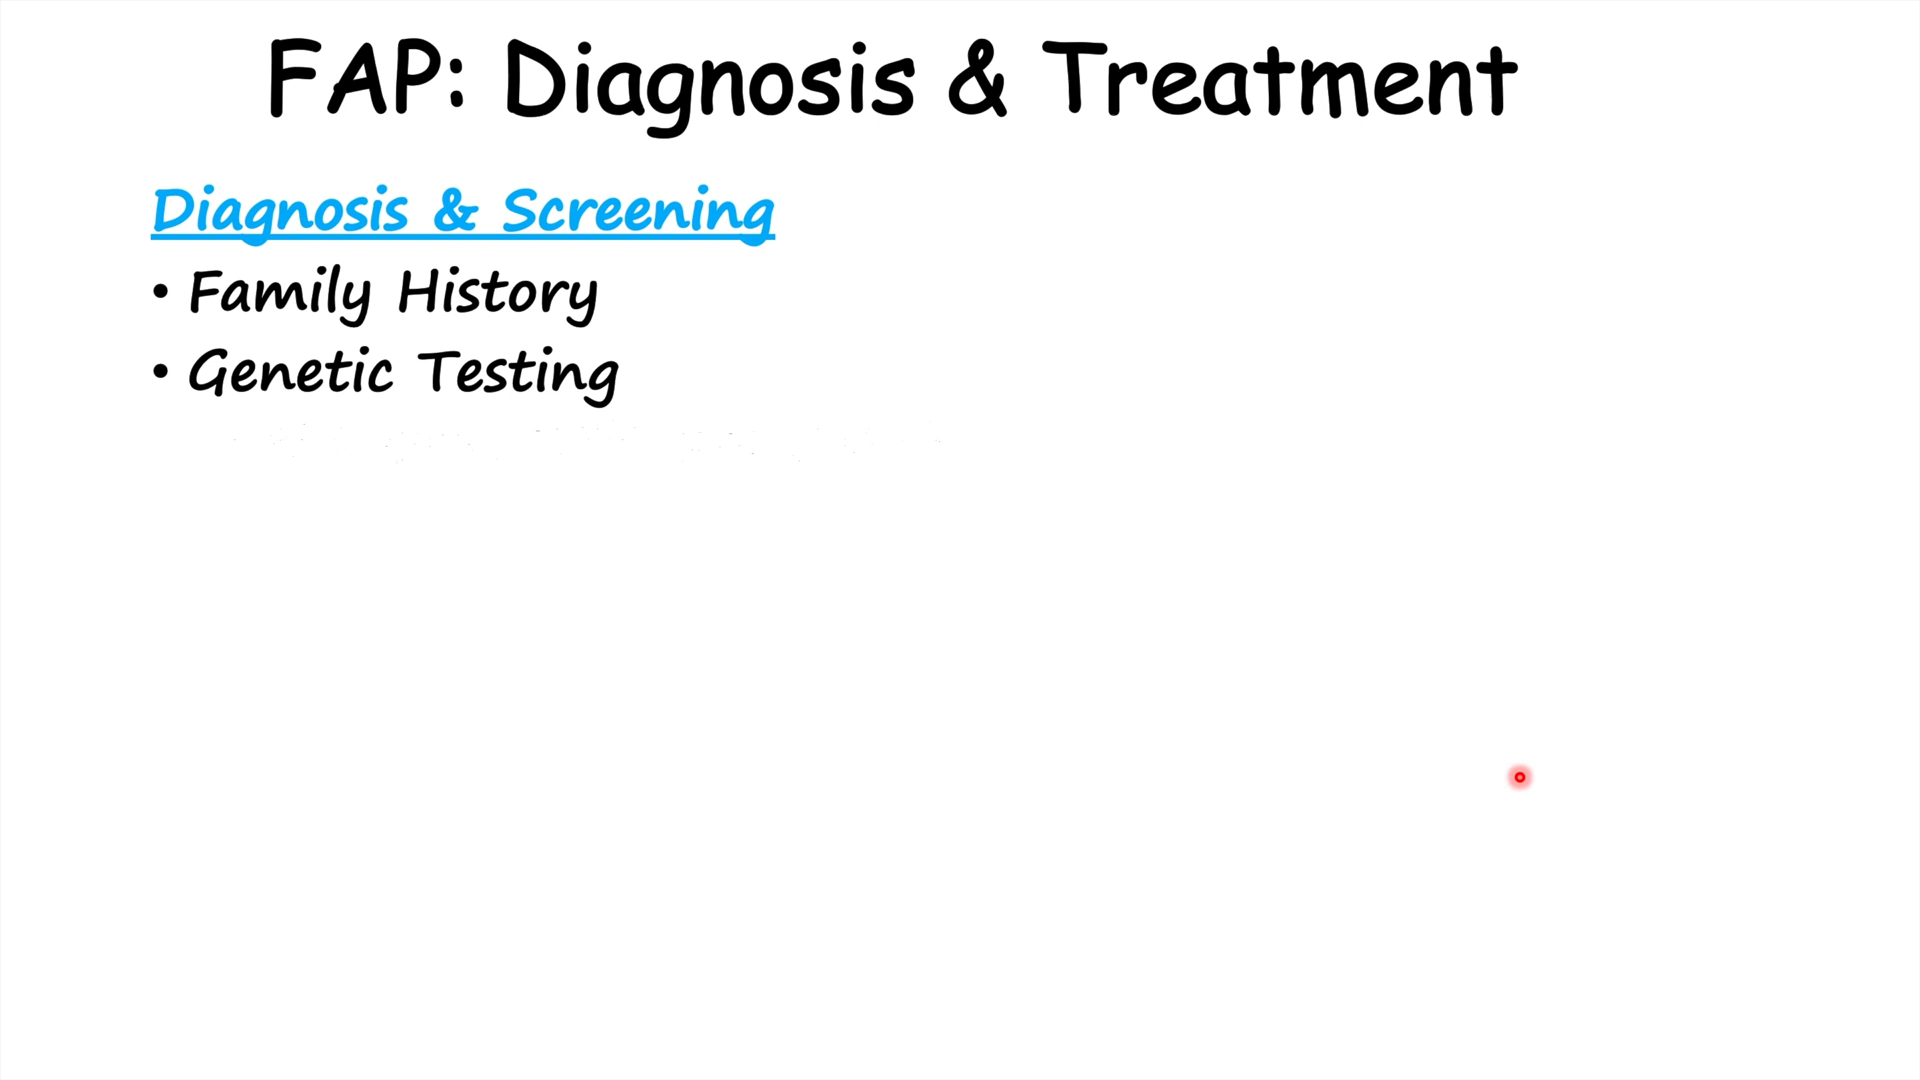 FAP: Diagnosis & Treatment
Diagnosis & Screening
• Family History
• Genetic Testing